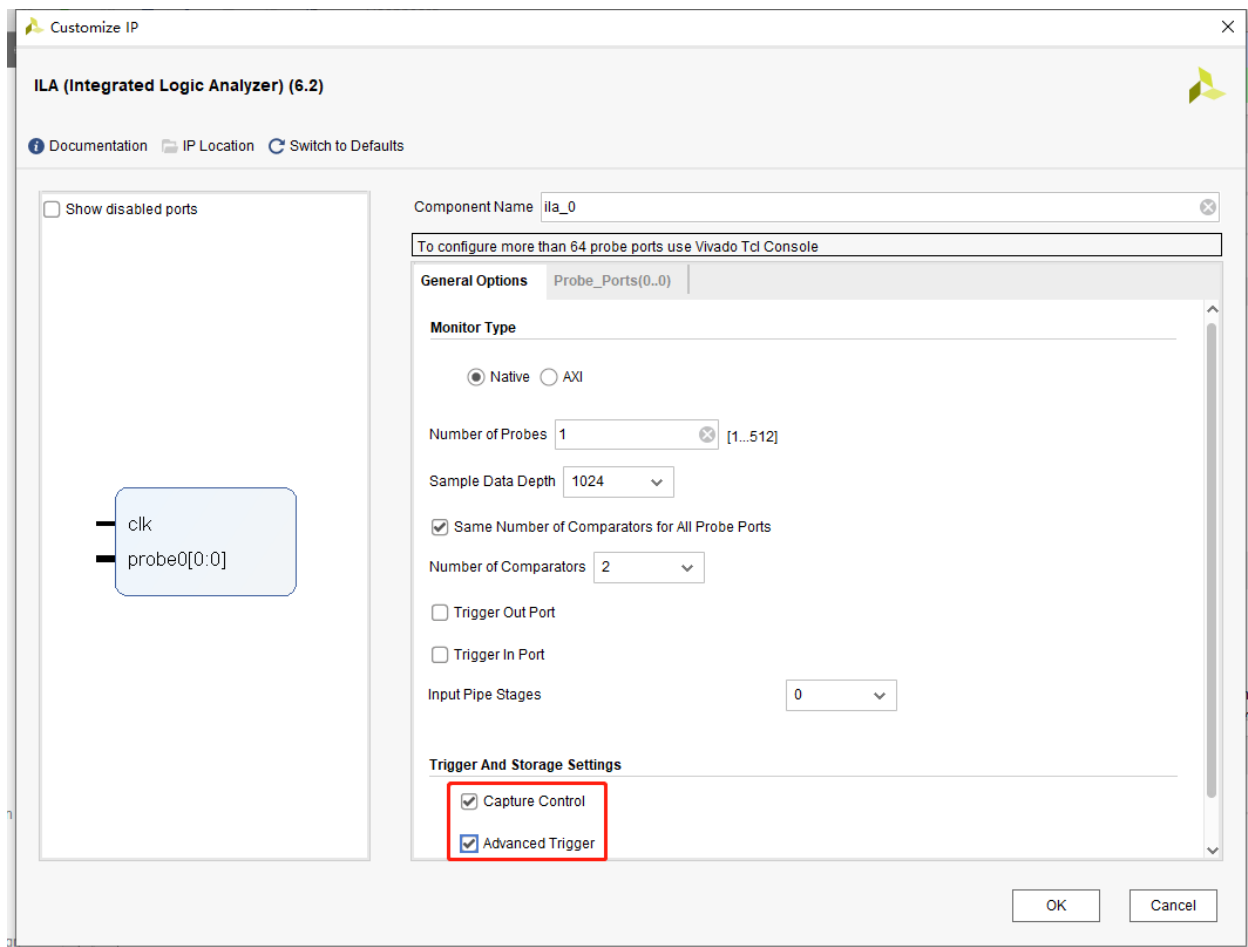 Customize IP
ILA (Integrated Logic Analyzer) (6.2)
Documentation IP Location Switch to Defaults
Show disabled ports
clk
probe0[0:0]
Component Name ila_0
To configure more than 64 probe ports use Vivado Tcl Console
General Options Probe_Ports(0..0)
Monitor Type
Native AXI
Number of Probes 1 [1...512]
Sample Data Depth 1024
Same Number of Comparators for All Probe Ports
Number of Comparators 2
Trigger Out Port
Trigger In Port
Input Pipe Stages 0
Trigger And Storage Settings
Capture Control
Advanced Trigger
OK Cancel